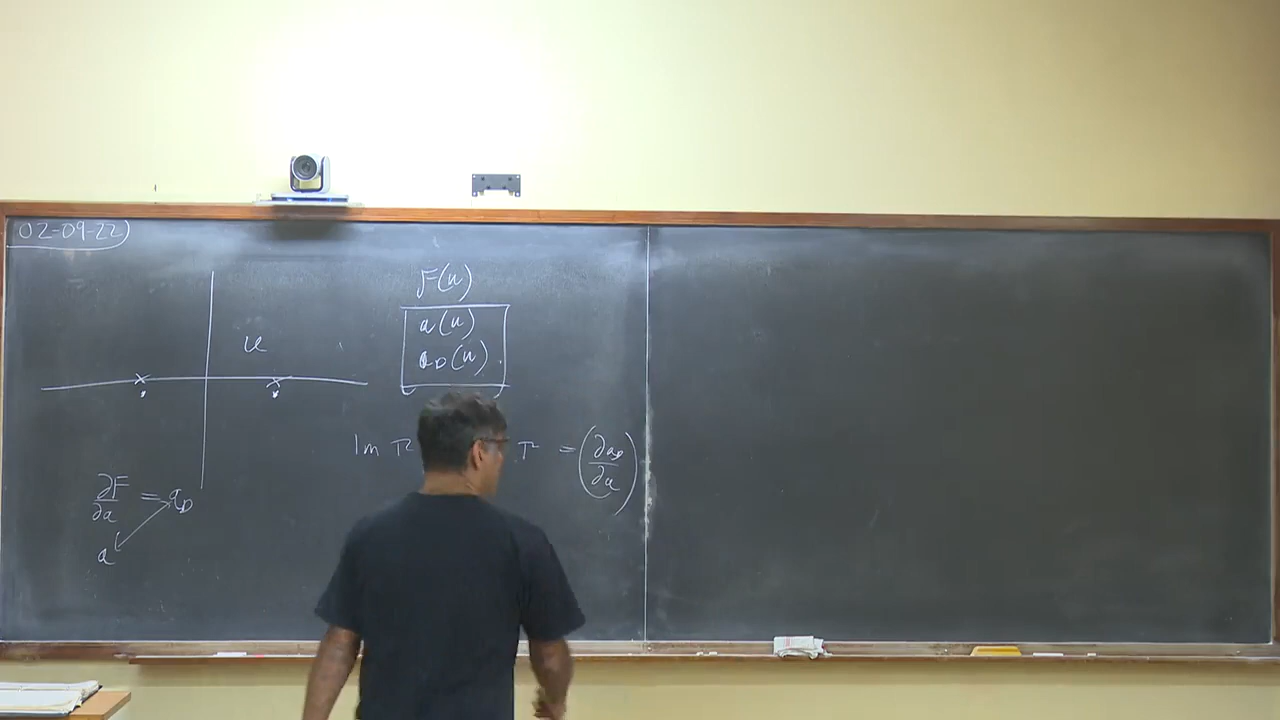 02-09-22
F(u)
a(u)
a_D(u).
u
Im τ
τ = (∂a_D/∂a)
∂F/∂a = a_D
a